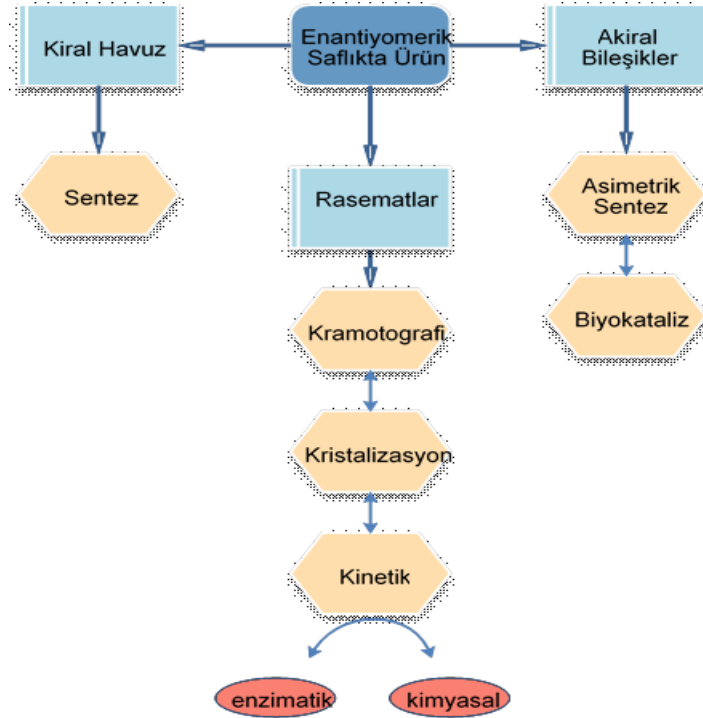 Kiral Havuz
Enantiyomerik
Saflıkta Ürün
Akiral
Bileşikler
Sentez
Rasematlar
Asimetrik
Sentez
Kramotografi
Biyokataliz
Kristalizasyon
Kinetik
enzimatik
kimyasal